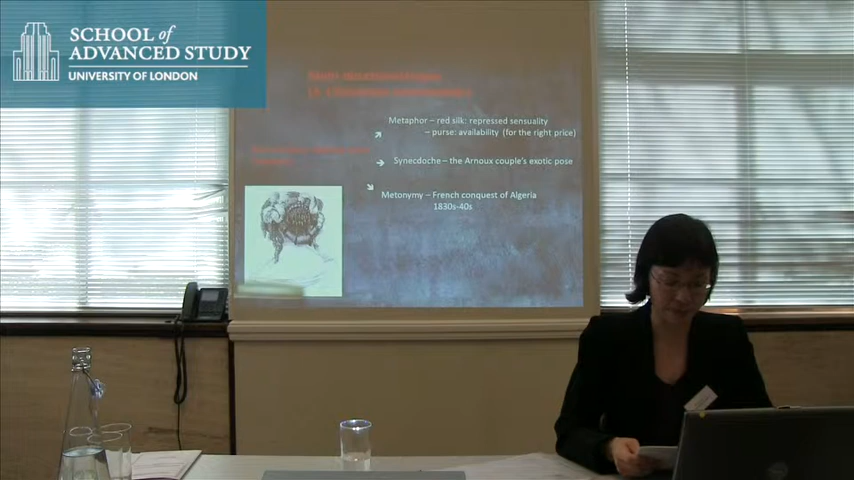 SCHOOL of
ADVANCED STUDY
UNIVERSITY OF LONDON
Metaphor – red silk: repressed sensuality
– purse: availability (for the right price)
Synecdoche – the Arnoux couple's exotic pose
Metonymy – French conquest of Algeria
1830s-40s